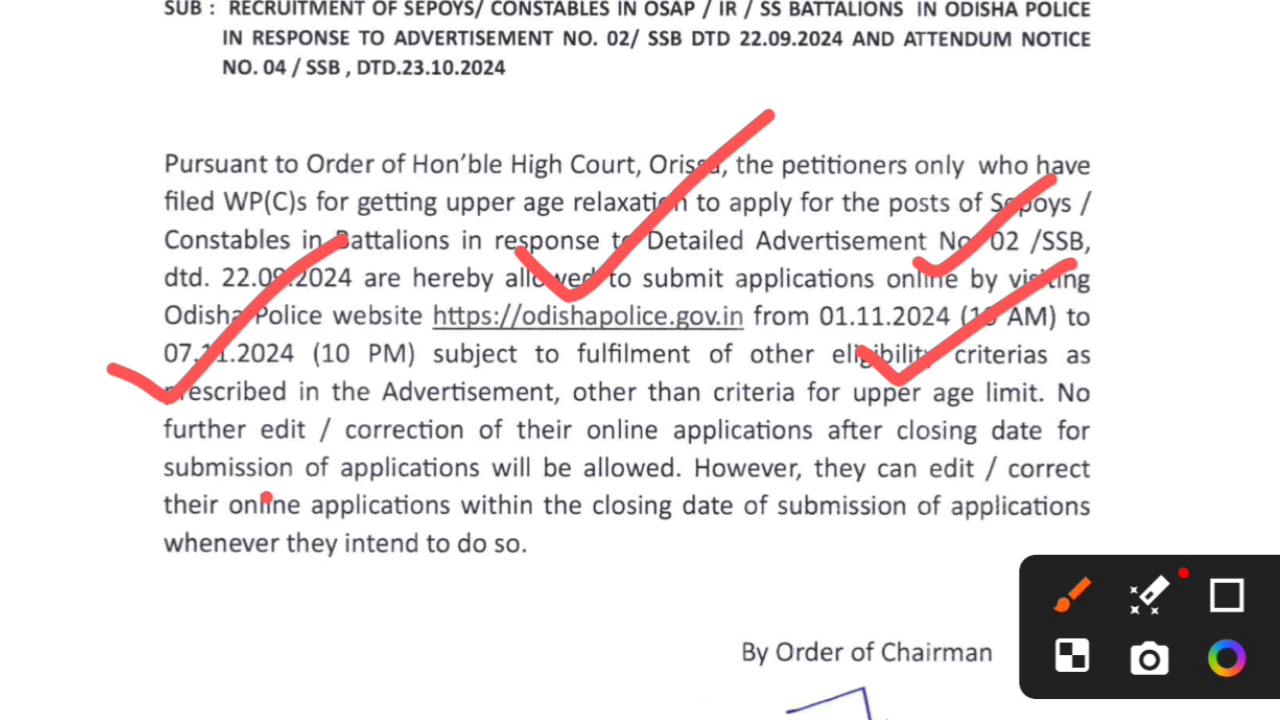 SUB : RECRUITMENT OF SEPOYS/ CONSTABLES IN OSAP / IR / SS BATTALIONS IN ODISHA POLICE
IN RESPONSE TO ADVERTISEMENT NO. 02/ SSB DTD 22.09.2024 AND ATTENDUM NOTICE
NO. 04 / SSB , DTD.23.10.2024
Pursuant to Order of Hon'ble High Court, Orissa, the petitioners only who have
filed WP(C)s for getting upper age relaxation to apply for the posts of Sepoys /
Constables in Battalions in response to Detailed Advertisement No. 02 /SSB,
dtd. 22.09.2024 are hereby allowed to submit applications online by visiting
Odisha Police website https://odishapolice.gov.in from 01.11.2024 (10 AM) to
07.11.2024 (10 PM) subject to fulfilment of other eligibility criterias as
prescribed in the Advertisement, other than criteria for upper age limit. No
further edit / correction of their online applications after closing date for
submission of applications will be allowed. However, they can edit / correct
their online applications within the closing date of submission of applications
whenever they intend to do so.
By Order of Chairman